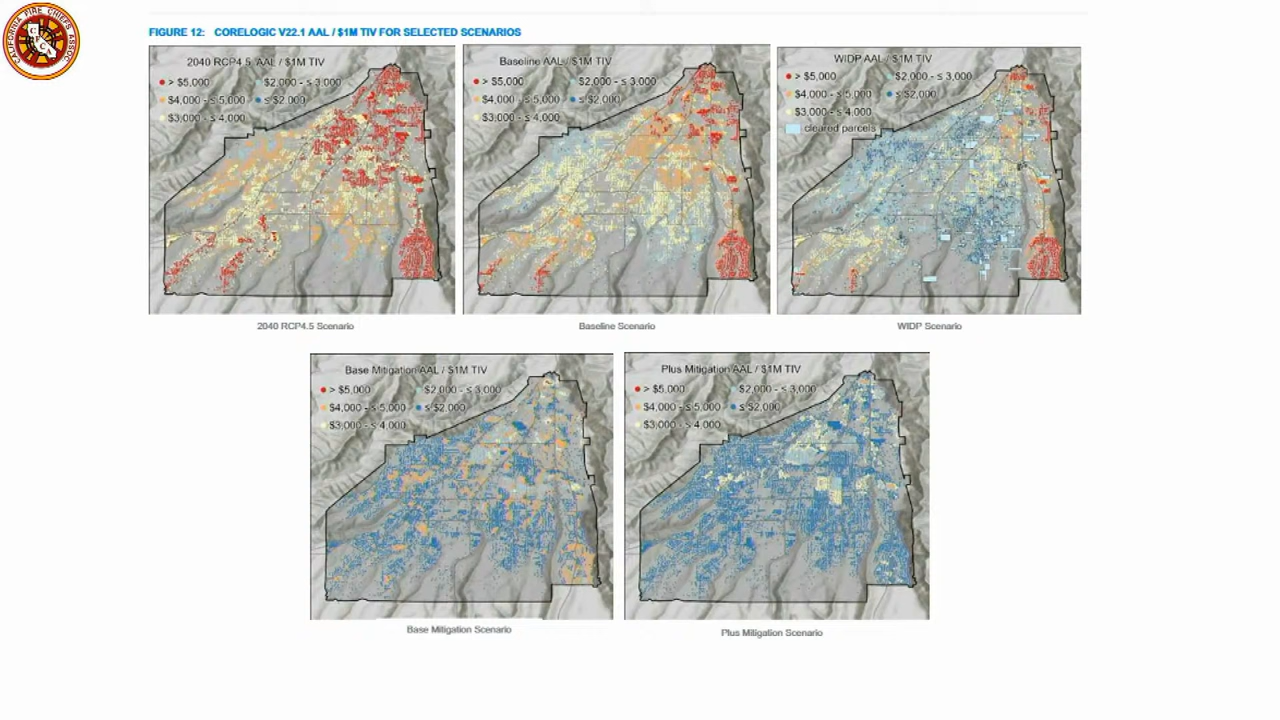 CALIFORNIA FIRE CHIEFS ASSOC.
FIGURE 12: CORELOGIC V22.1 AAL / $1M TIV FOR SELECTED SCENARIOS
2040 RCP4.5 AAL / $1M TIV
> $5,000
$2,000 - ≤ 3,000
$4,000 - ≤ 5,000
≤ $2,000
$3,000 - ≤ 4,000
2040 RCP4.5 Scenario
Baseline AAL / $1M TIV
> $5,000
$2,000 - ≤ 3,000
$4,000 - ≤ 5,000
≤ $2,000
$3,000 - ≤ 4,000
Baseline Scenario
WIDP AAL / $1M TIV
> $5,000
$2,000 - ≤ 3,000
$4,000 - ≤ 5,000
≤ $2,000
$3,000 - ≤ 4,000
cleared parcels
WIDP Scenario
Base Mitigation AAL / $1M TIV
> $5,000
$2,000 - ≤ 3,000
$4,000 - ≤ 5,000
≤ $2,000
$3,000 - ≤ 4,000
Base Mitigation Scenario
Plus Mitigation AAL / $1M TIV
> $5,000
$2,000 - ≤ 3,000
$4,000 - ≤ 5,000
≤ $2,000
$3,000 - ≤ 4,000
Plus Mitigation Scenario